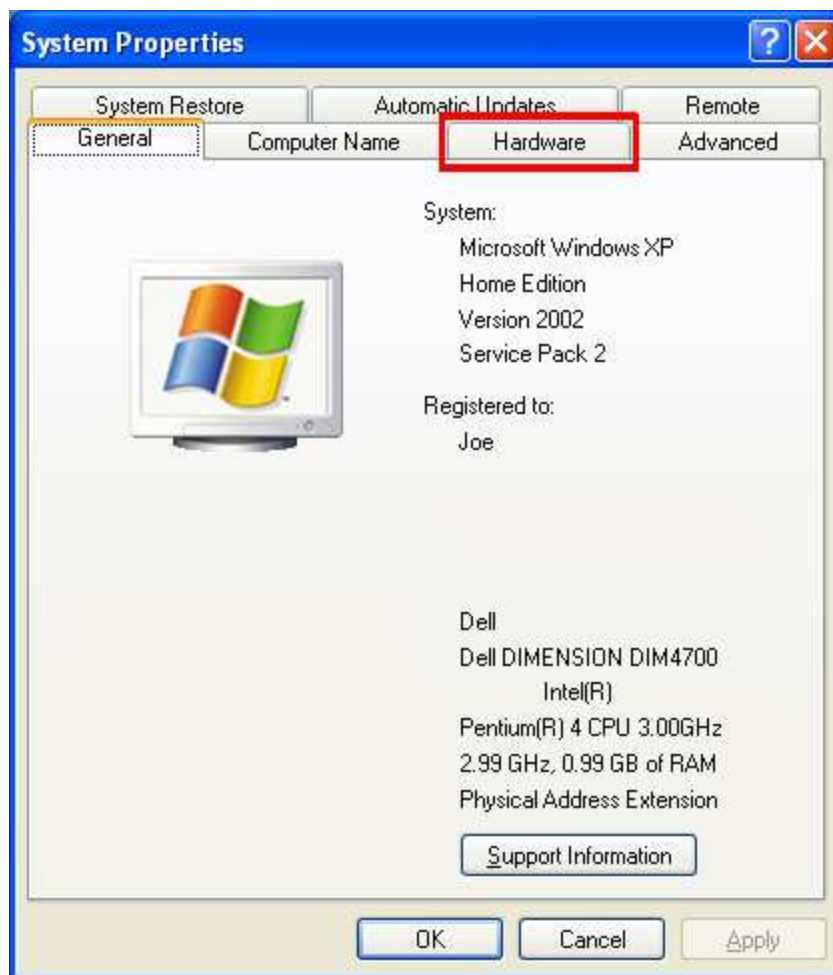 System Properties
System Restore Automatic Updates Remote
General Computer Name Hardware Advanced
System:
Microsoft Windows XP
Home Edition
Version 2002
Service Pack 2
Registered to:
Joe
Dell
Dell DIMENSION DIM4700
Intel(R)
Pentium(R) 4 CPU 3.00GHz
2.99 GHz, 0.99 GB of RAM
Physical Address Extension
Support Information
OK Cancel Apply